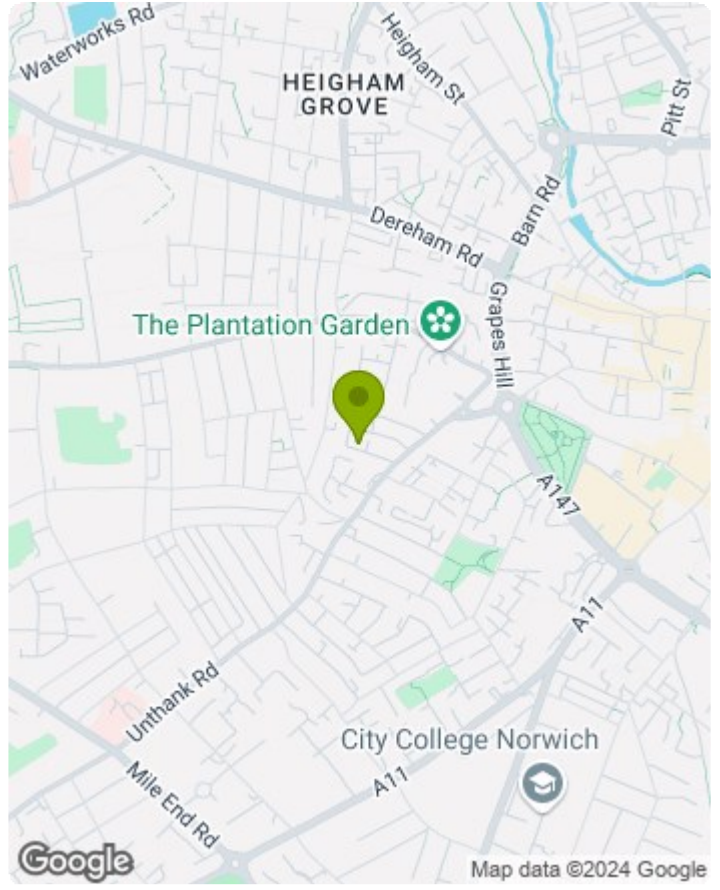 Waterworks Rd
Heigham St
HEIGHAM
GROVE
Pitt St
Barn Rd
Dereham Rd
Grapes Hill
The Plantation Garden
A147
A11
Unthank Rd
City College Norwich
Mile End Rd
A11
Google
Map data ©2024 Google